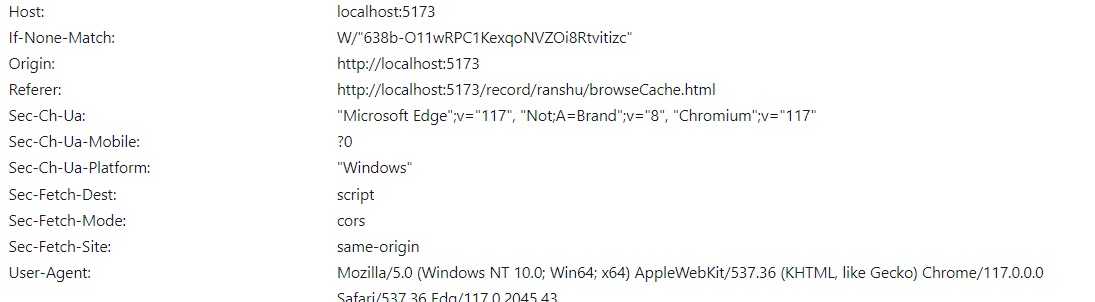 Host: localhost:5173
If-None-Match: W/"638b-O11wRPC1KexqoNVZOi8Rtvitizc"
Origin: http://localhost:5173
Referer: http://localhost:5173/record/ranshu/browseCache.html
Sec-Ch-Ua: "Microsoft Edge";v="117", "Not;A=Brand";v="8", "Chromium";v="117"
Sec-Ch-Ua-Mobile: ?0
Sec-Ch-Ua-Platform: "Windows"
Sec-Fetch-Dest: script
Sec-Fetch-Mode: cors
Sec-Fetch-Site: same-origin
User-Agent: Mozilla/5.0 (Windows NT 10.0; Win64; x64) AppleWebKit/537.36 (KHTML, like Gecko) Chrome/117.0.0.0
Safari/537.36 Edg/117.0.2045.43